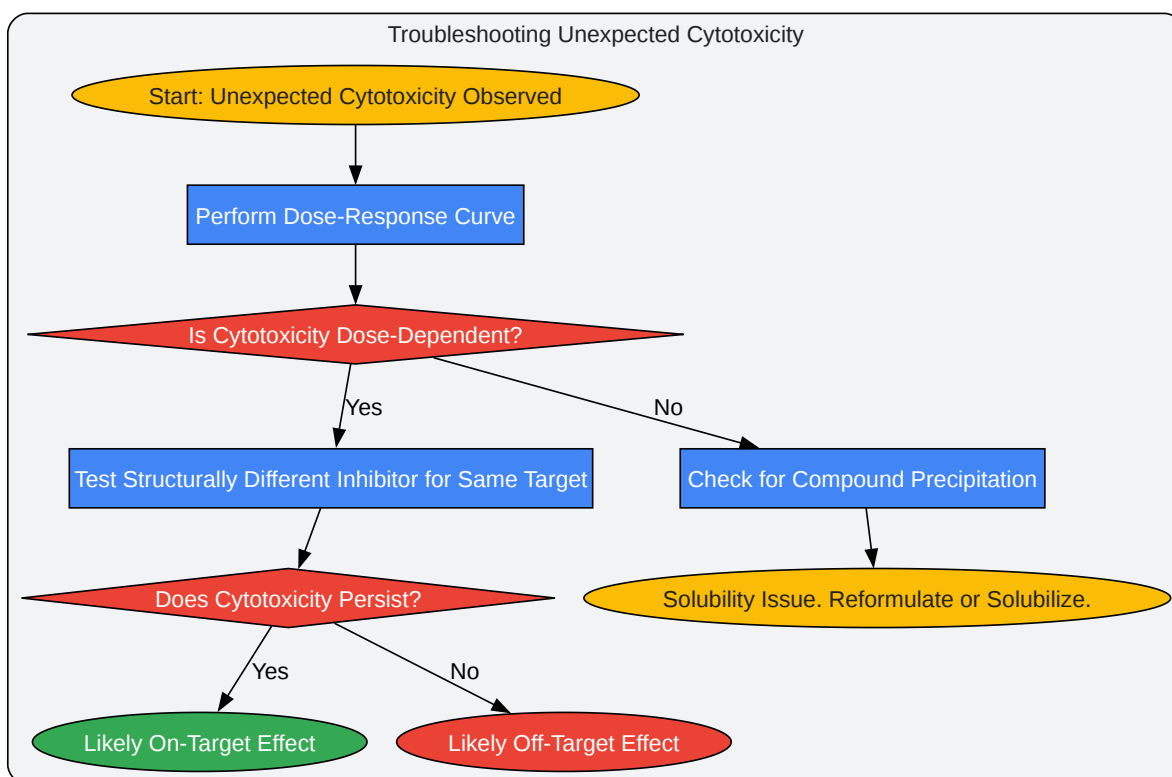 Troubleshooting Unexpected Cytotoxicity
Start: Unexpected Cytotoxicity Observed
Perform Dose-Response Curve
Is Cytotoxicity Dose-Dependent?
Yes
No
Test Structurally Different Inhibitor for Same Target
Check for Compound Precipitation
Does Cytotoxicity Persist?
Solubility Issue. Reformulate or Solubilize.
Yes
No
Likely On-Target Effect
Likely Off-Target Effect